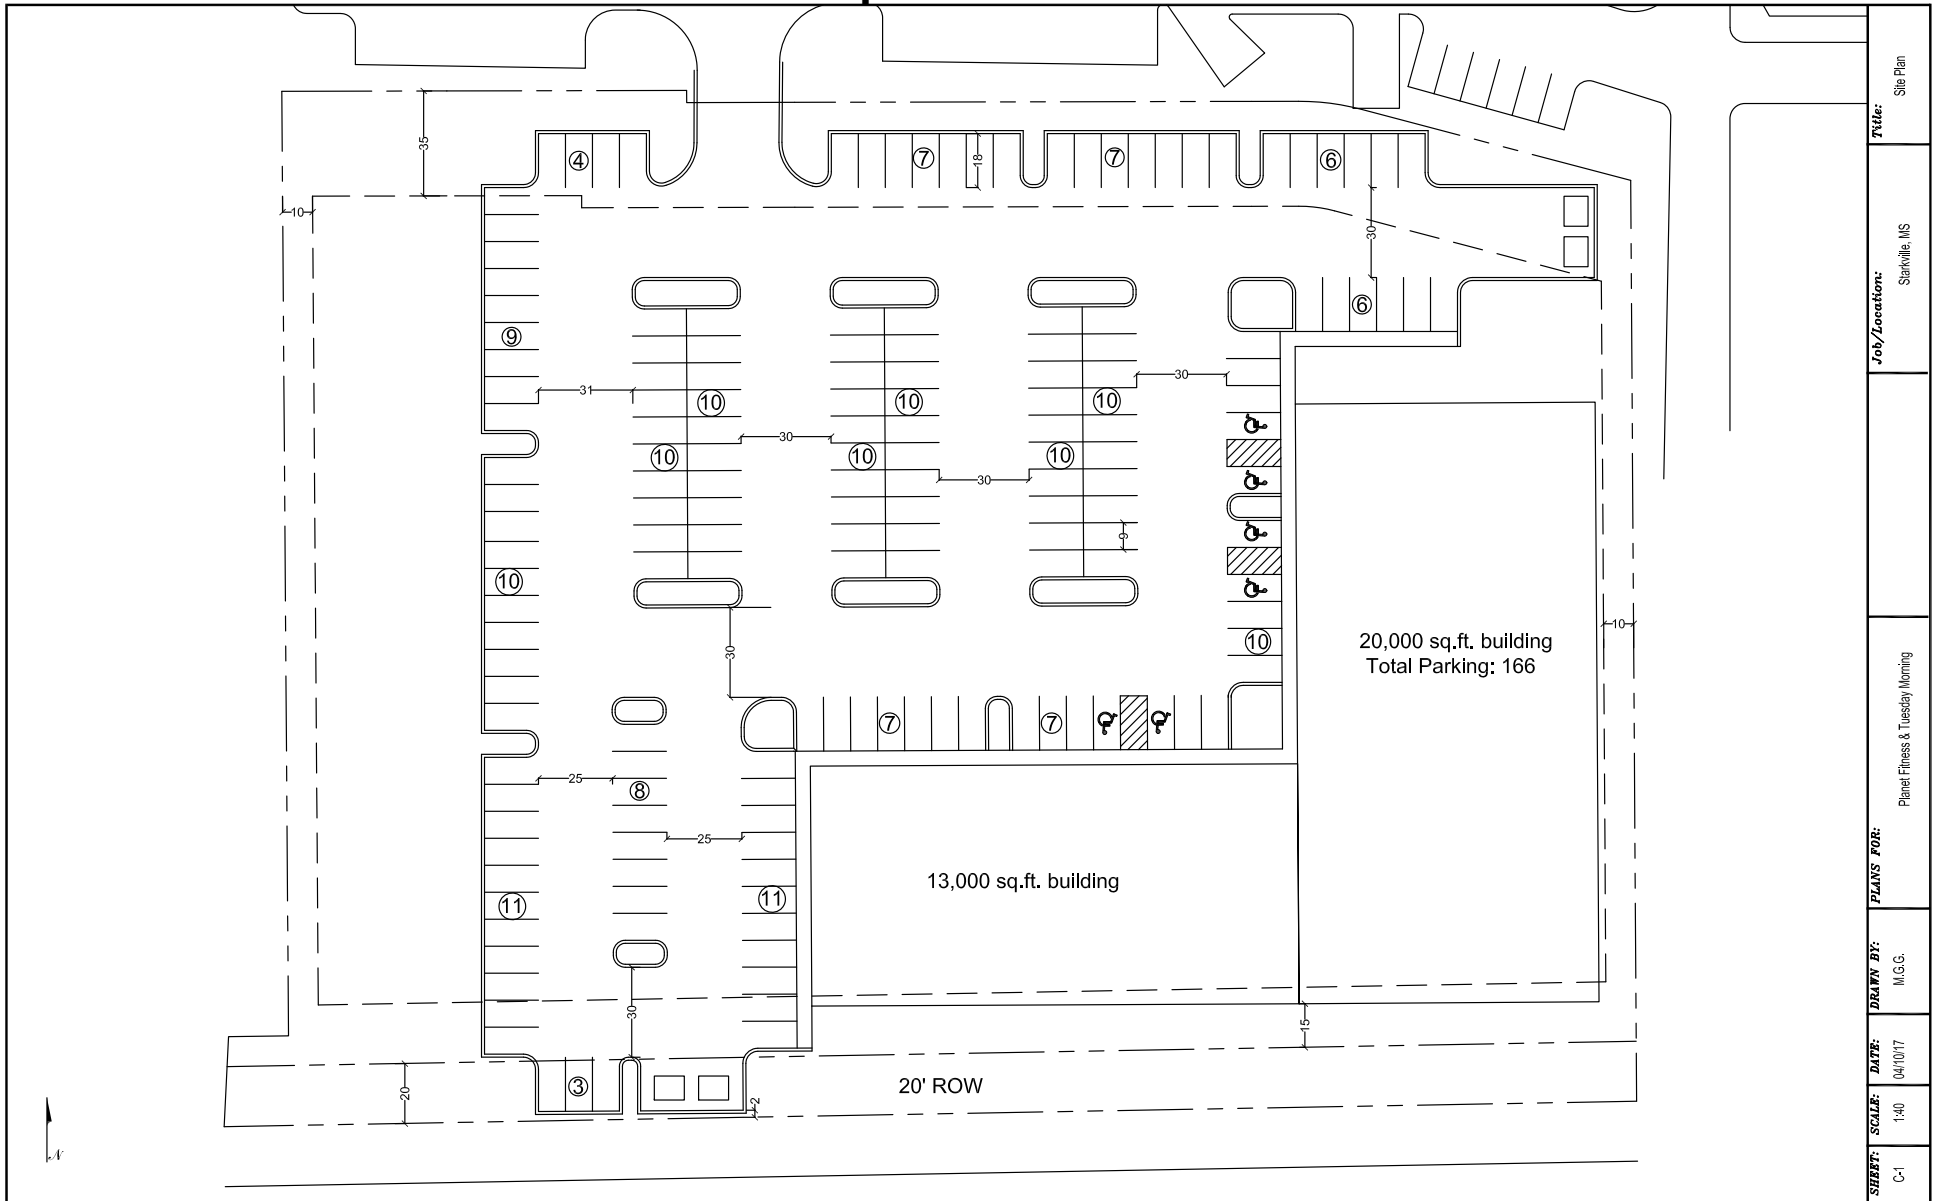 35
4
7
18
7
6
10
30
6
9
31
10
10
10
30
30
10
10
10
30
9
10
10
30
10
20,000 sq.ft. building
Total Parking: 166
7
7
25
8
25
11
11
13,000 sq.ft. building
30
15
3
20
2
20' ROW
N
Title:
Site Plan
Job/Location:
Starkville, MS
PLANS FOR:
Planet Fitness & Tuesday Morning
DRAWN BY:
M.G.G.
DATE:
04/10/17
SCALE:
1:40
SHEET:
C-1